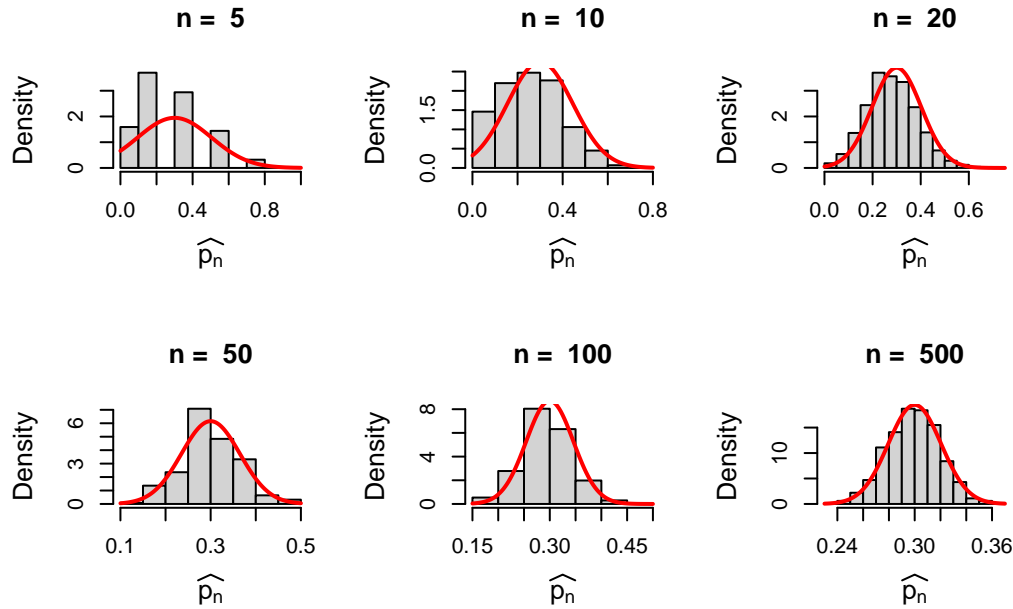 n = 5
Density
0 2
0.0 0.4 0.8
p̂n
n = 10
Density
0.0 1.5
0.0 0.4 0.8
p̂n
n = 20
Density
0 2
0.0 0.2 0.4 0.6
p̂n
n = 50
Density
0 3 6
0.1 0.3 0.5
p̂n
n = 100
Density
0 4 8
0.15 0.30 0.45
p̂n
n = 500
Density
0 10
0.24 0.30 0.36
p̂n